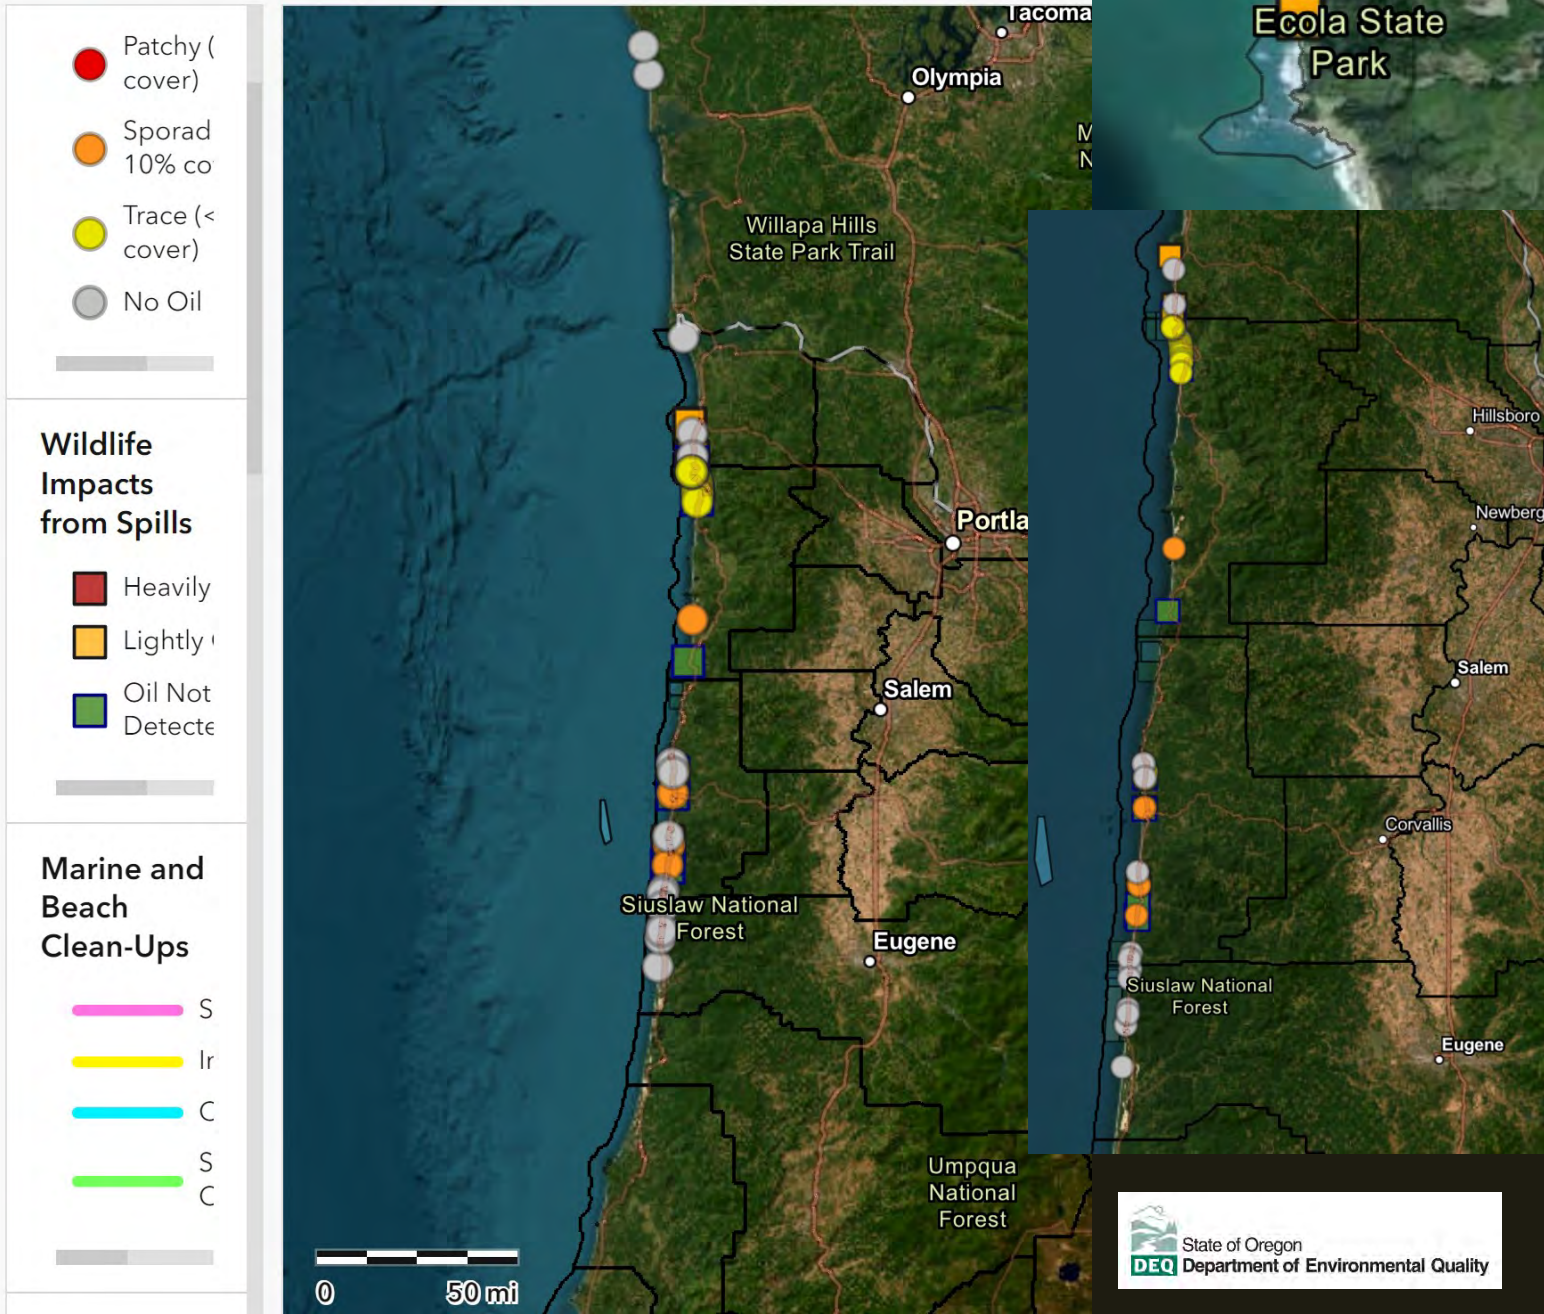 Patchy (
cover)
Sporad
10% co
Trace (<
cover)
No Oil
Wildlife
Impacts
from Spills
Heavily
Lightly
Oil Not
Detecte
Marine and
Beach
Clean-Ups
S
Ir
C
S
C
Tacoma
Olympia
M
N
Willapa Hills
State Park Trail
Portla
Salem
Siuslaw National
Forest
Eugene
Umpqua
National
Forest
0 50 mi
Ecola State
Park
Hillsboro
Newberg
Salem
Corvallis
Siuslaw National
Forest
Eugene
State of Oregon
DEQ Department of Environmental Quality